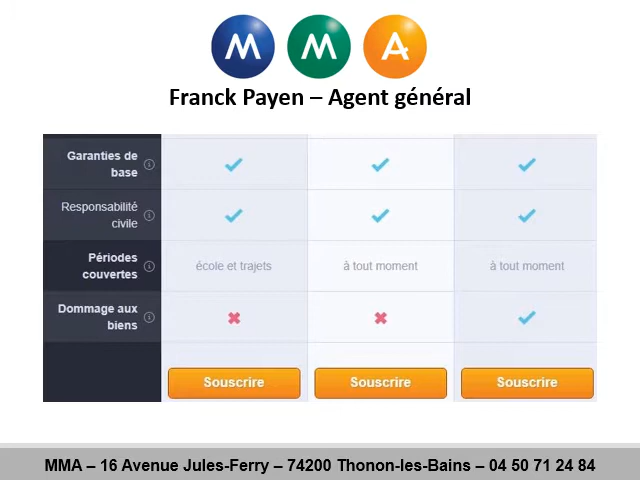 MMA
Franck Payen – Agent général
Garanties de
base
Responsabilité
civile
Périodes
couvertes
école et trajets
à tout moment
à tout moment
Dommage aux
biens
Souscrire
Souscrire
Souscrire
MMA – 16 Avenue Jules-Ferry – 74200 Thonon-les-Bains – 04 50 71 24 84